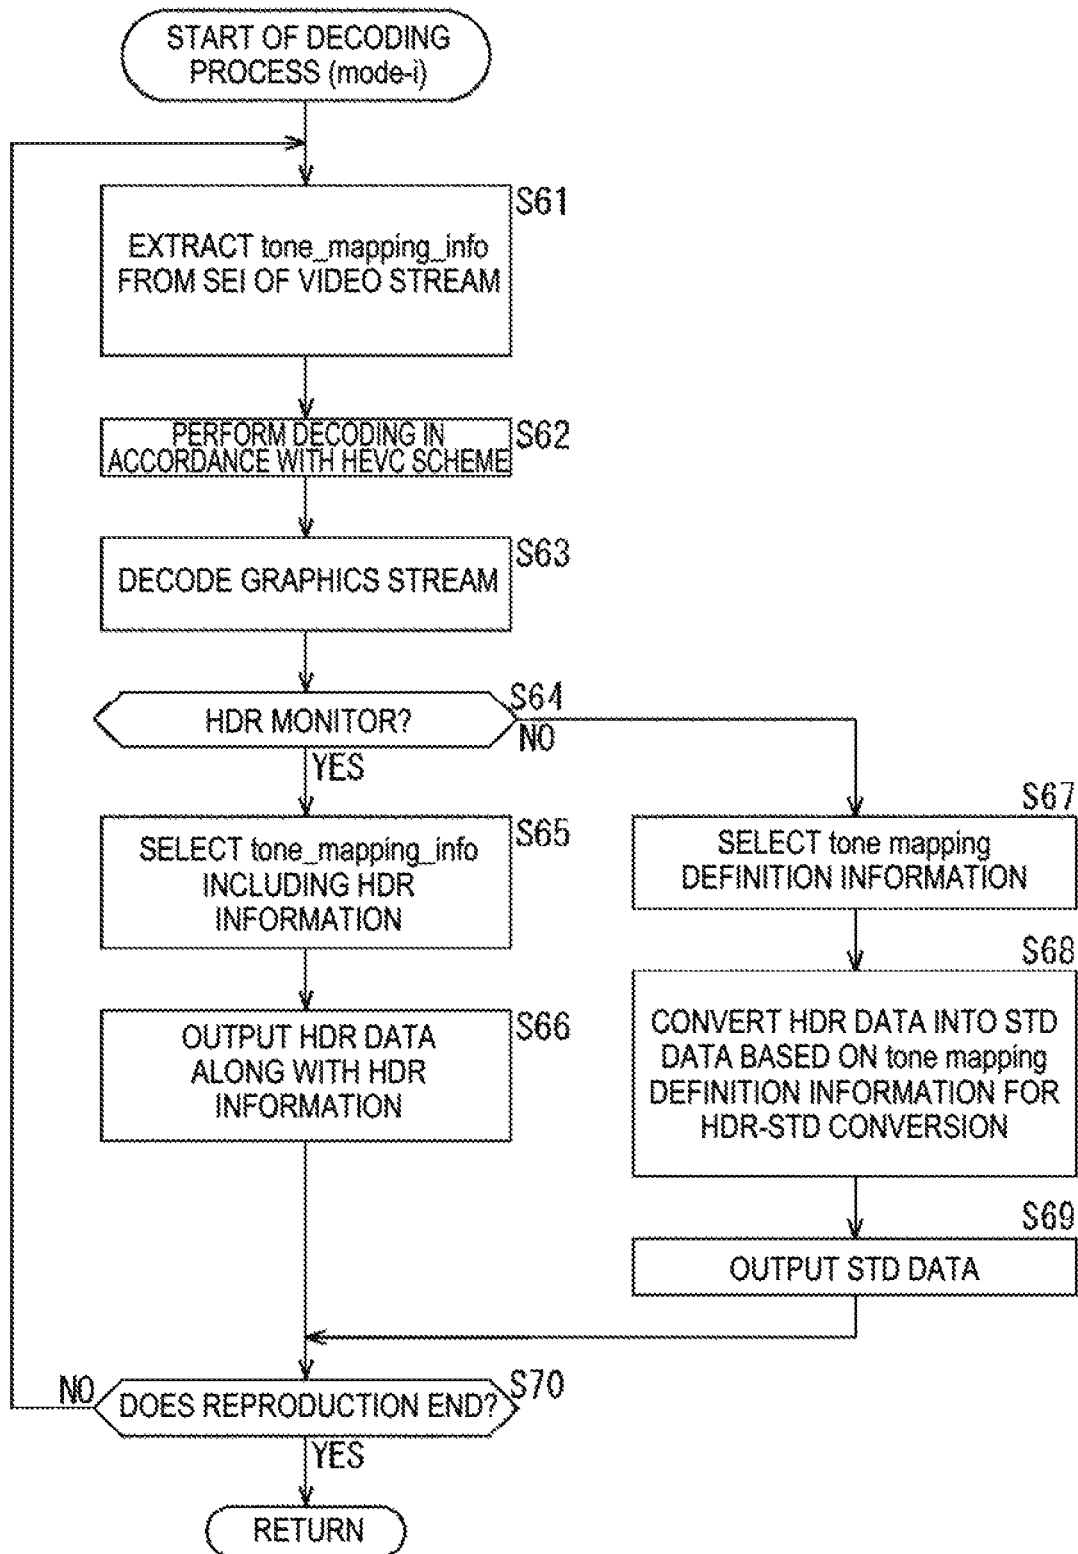 START OF DECODING
PROCESS (mode-i)
S61
EXTRACT tone_mapping_info
FROM SEI OF VIDEO STREAM
S62
PERFORM DECODING IN
ACCORDANCE WITH HEVC SCHEME
S63
DECODE GRAPHICS STREAM
S64
HDR MONITOR?
NO
YES
S65
SELECT tone_mapping_info
INCLUDING HDR
INFORMATION
S66
OUTPUT HDR DATA
ALONG WITH HDR
INFORMATION
S67
SELECT tone mapping
DEFINITION INFORMATION
S68
CONVERT HDR DATA INTO STD
DATA BASED ON tone mapping
DEFINITION INFORMATION FOR
HDR-STD CONVERSION
S69
OUTPUT STD DATA
S70
NO
DOES REPRODUCTION END?
YES
RETURN